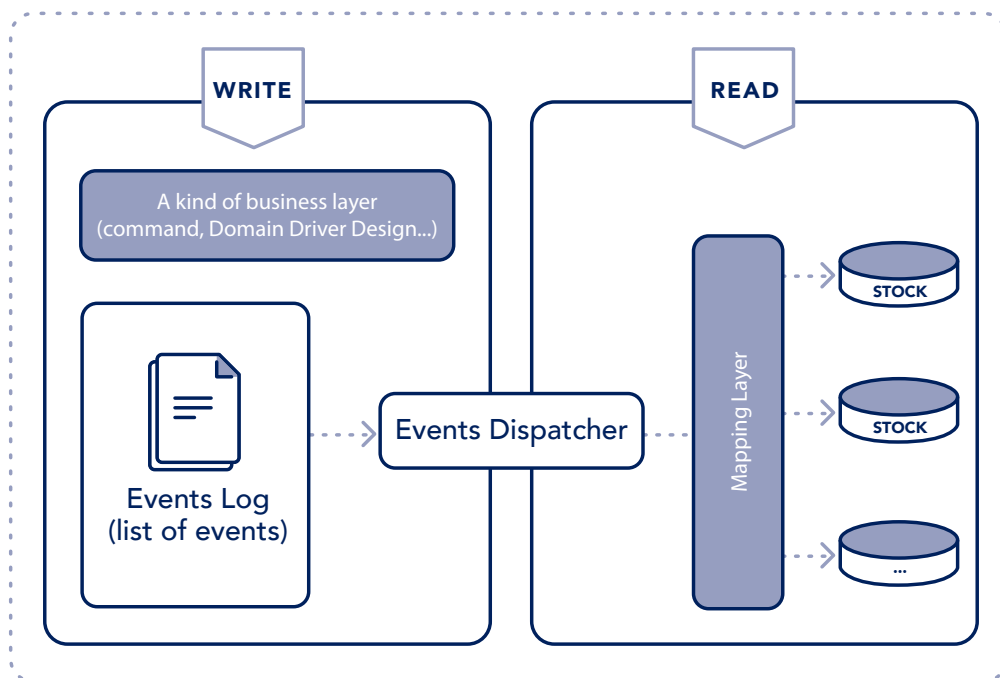 WRITE
A kind of business layer
(command, Domain Driver Design...)
Events Log
(list of events)
Events Dispatcher
READ
Mapping Layer
STOCK
STOCK
...